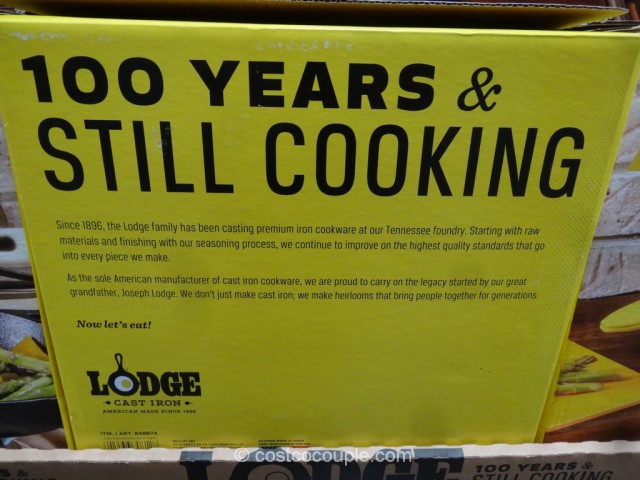 100 YEARS &
STILL COOKING
Since 1896, the Lodge family has been casting premium iron cookware at our Tennessee foundry. Starting with raw
materials and finishing with our seasoning process, we continue to improve on the highest quality standards that go
into every piece we make.
As the sole American manufacturer of cast iron cookware, we are proud to carry on the legacy started by our great
grandfather, Joseph Lodge. We don't just make cast iron; we make heirlooms that bring people together for generations.
Now let's eat!
LODGE
CAST IRON
AMERICAN MADE SINCE 1896
ITM. / ART.
© costcocouple.com
LODGE
100 YEARS &
STILL COOKING